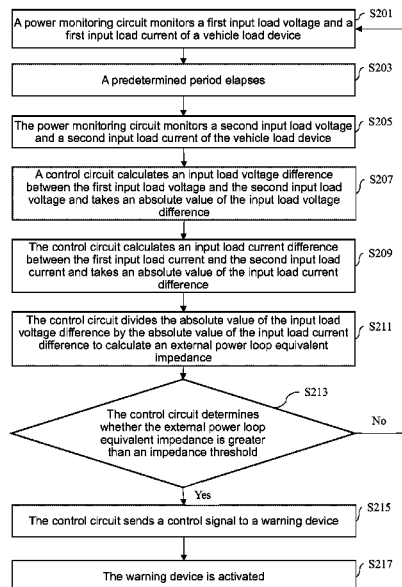 S201
A power monitoring circuit monitors a first input load voltage and a
first input load current of a vehicle load device
S203
A predetermined period elapses
S205
The power monitoring circuit monitors a second input load voltage
and a second input load current of the vehicle load device
S207
A control circuit calculates an input load voltage difference
between the first input load voltage and the second input load
voltage and takes an absolute value of the input load voltage
difference
S209
The control circuit calculates an input load current difference
between the first input load current and the second input load
current and takes an absolute value of the input load current
difference
S211
The control circuit divides the absolute value of the input load
voltage difference by the absolute value of the input load current
difference to calculate an external power loop equivalent
impedance
S213
The control circuit determines
whether the external power loop
equivalent impedance is greater
than an impedance threshold
No
Yes
S215
The control circuit sends a control signal to a warning device
S217
The warning device is activated